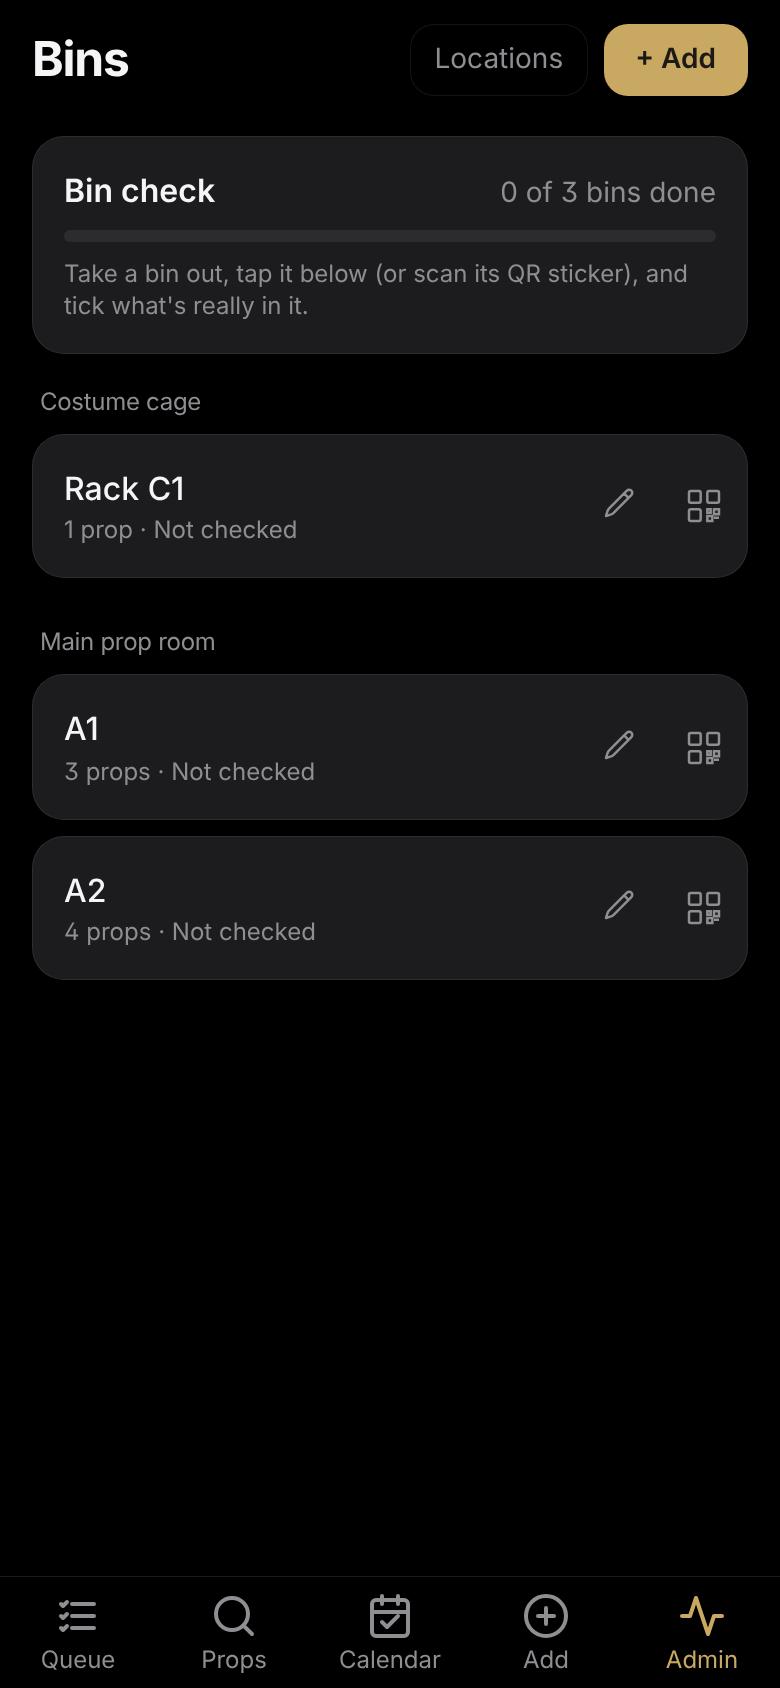 Bins
Locations
+ Add
Bin check
0 of 3 bins done
Take a bin out, tap it below (or scan its QR sticker), and
tick what's really in it.
Costume cage
Rack C1
1 prop · Not checked
Main prop room
A1
3 props · Not checked
A2
4 props · Not checked
Queue
Props
Calendar
Add
Admin